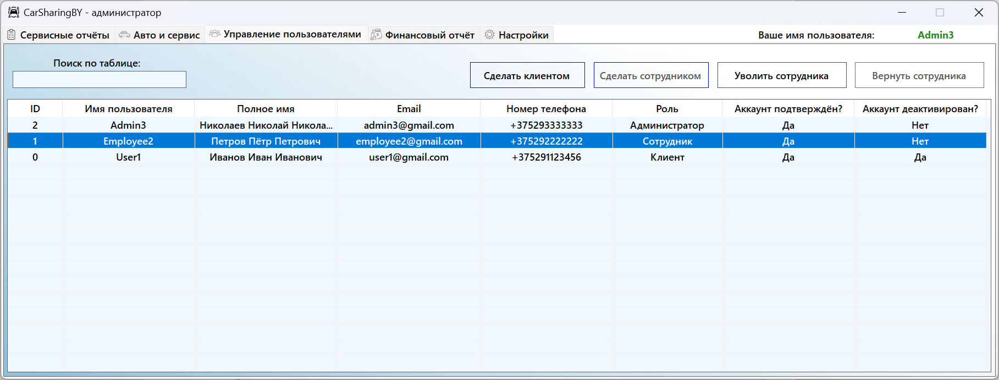 CarSharingBY - администратор
Сервисные отчёты Авто и сервис Управление пользователями Финансовый отчёт Настройки Ваше имя пользователя: Admin3
Поиск по таблице:
Сделать клиентом Сделать сотрудником Уволить сотрудника Вернуть сотрудника
ID Имя пользователя Полное имя Email Номер телефона Роль Аккаунт подтверждён? Аккаунт деактивирован?
2 Admin3 Николаев Николай Никола... admin3@gmail.com +375293333333 Администратор Да Нет
1 Employee2 Петров Пётр Петрович employee2@gmail.com +375292222222 Сотрудник Да Нет
0 User1 Иванов Иван Иванович user1@gmail.com +375291123456 Клиент Да Да